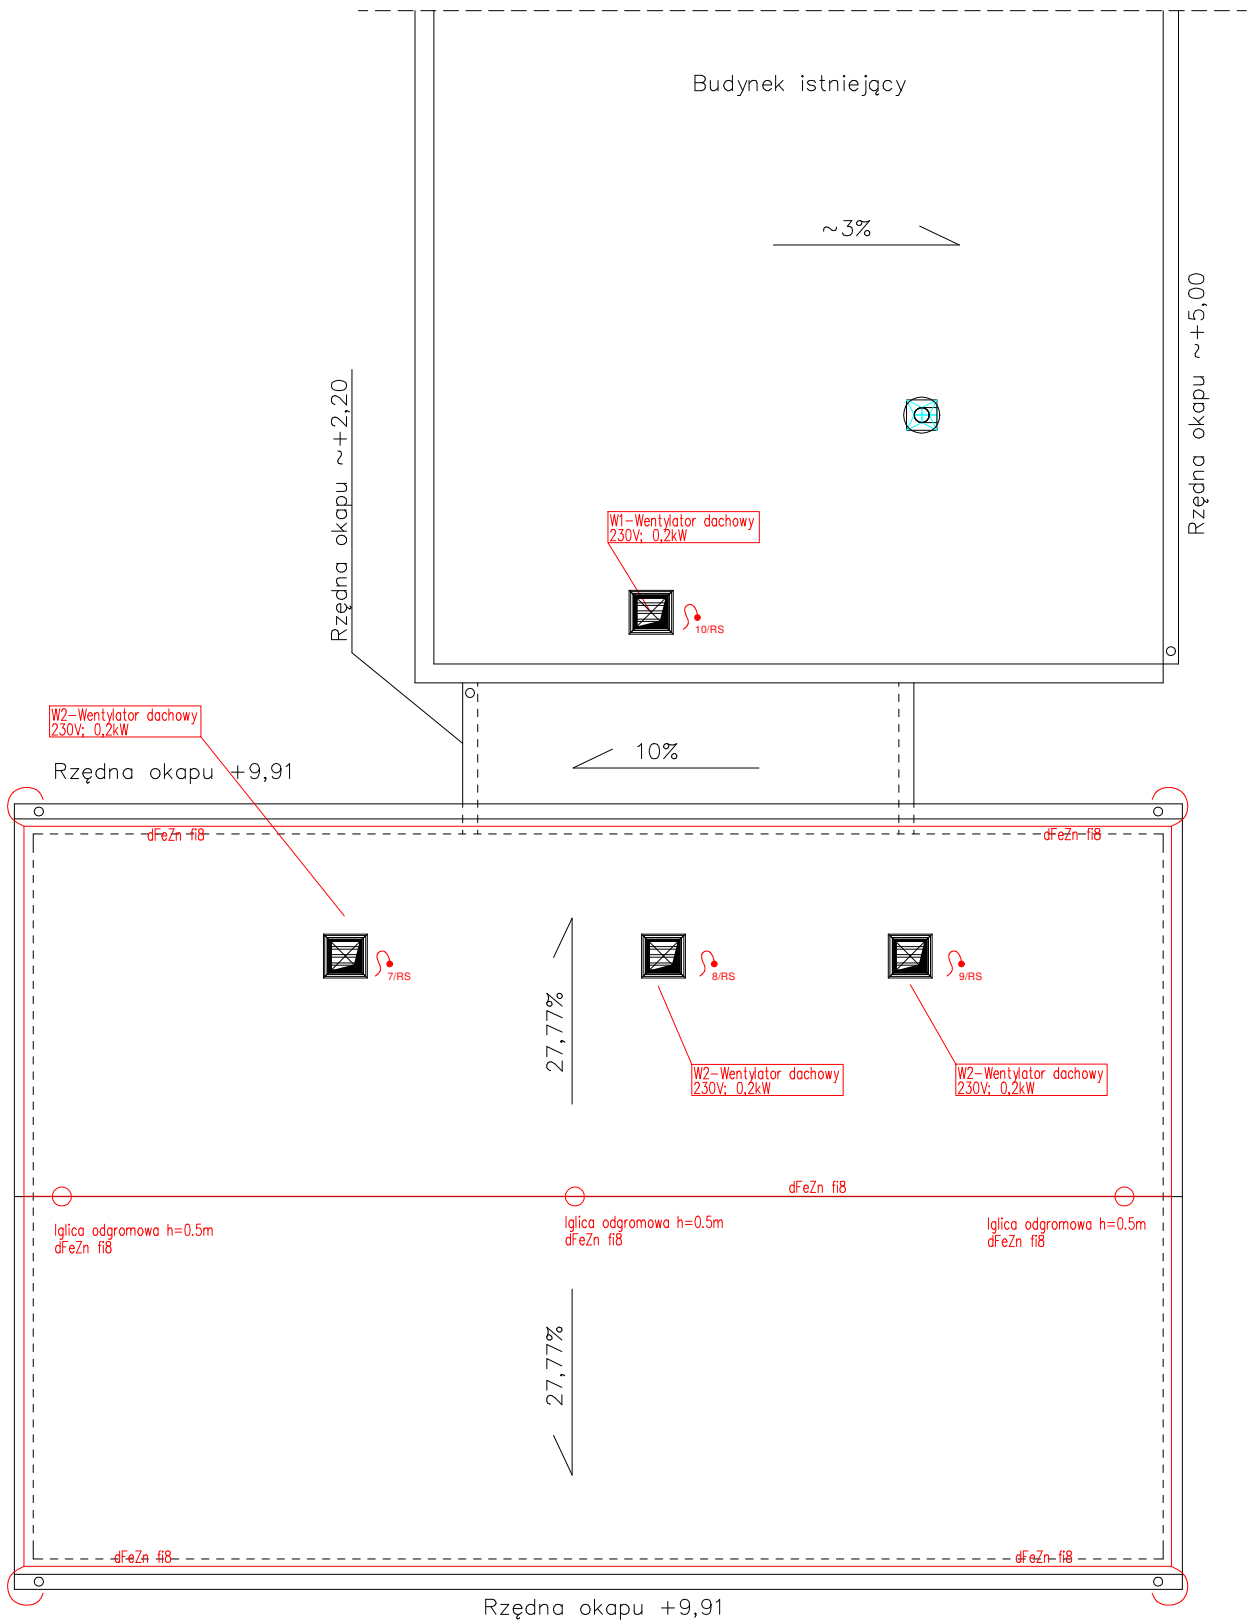 Budynek istniejący
~3%
Rzędna okapu ~+5,00
Rzędna okapu ~+2,20
W1-Wentylator dachowy
230V; 0,2kW
10/RS
W2-Wentylator dachowy
230V; 0,2kW
10%
Rzędna okapu +9,91
dFeZn fi8
dFeZn fi8
7/RS
8/RS
9/RS
27,77%
W2-Wentylator dachowy
230V; 0,2kW
W2-Wentylator dachowy
230V; 0,2kW
dFeZn fi8
Iglica odgromowa h=0.5m
dFeZn fi8
Iglica odgromowa h=0.5m
dFeZn fi8
Iglica odgromowa h=0.5m
dFeZn fi8
27,77%
dFeZn fi8
dFeZn fi8
Rzędna okapu +9,91